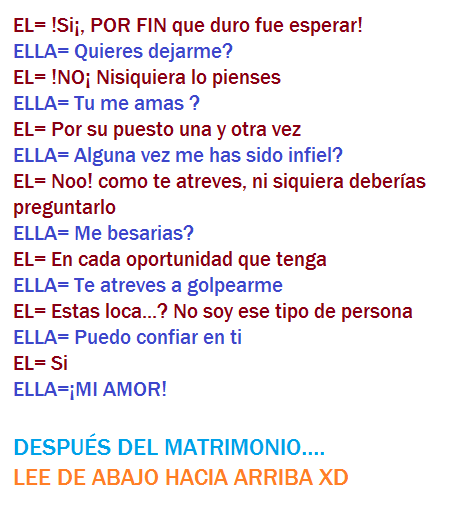 EL= !Si¡, POR FIN que duro fue esperar!
ELLA= Quieres dejarme?
EL= !NO¡ Nisiquiera lo pienses
ELLA= Tu me amas ?
EL= Por su puesto una y otra vez
ELLA= Alguna vez me has sido infiel?
EL= Noo! como te atreves, ni siquiera deberías
preguntarlo
ELLA= Me besarias?
EL= En cada oportunidad que tenga
ELLA= Te atreves a golpearme
EL= Estas loca...? No soy ese tipo de persona
ELLA= Puedo confiar en ti
EL= Si
ELLA=¡MI AMOR!
DESPUÉS DEL MATRIMONIO....
LEE DE ABAJO HACIA ARRIBA XD